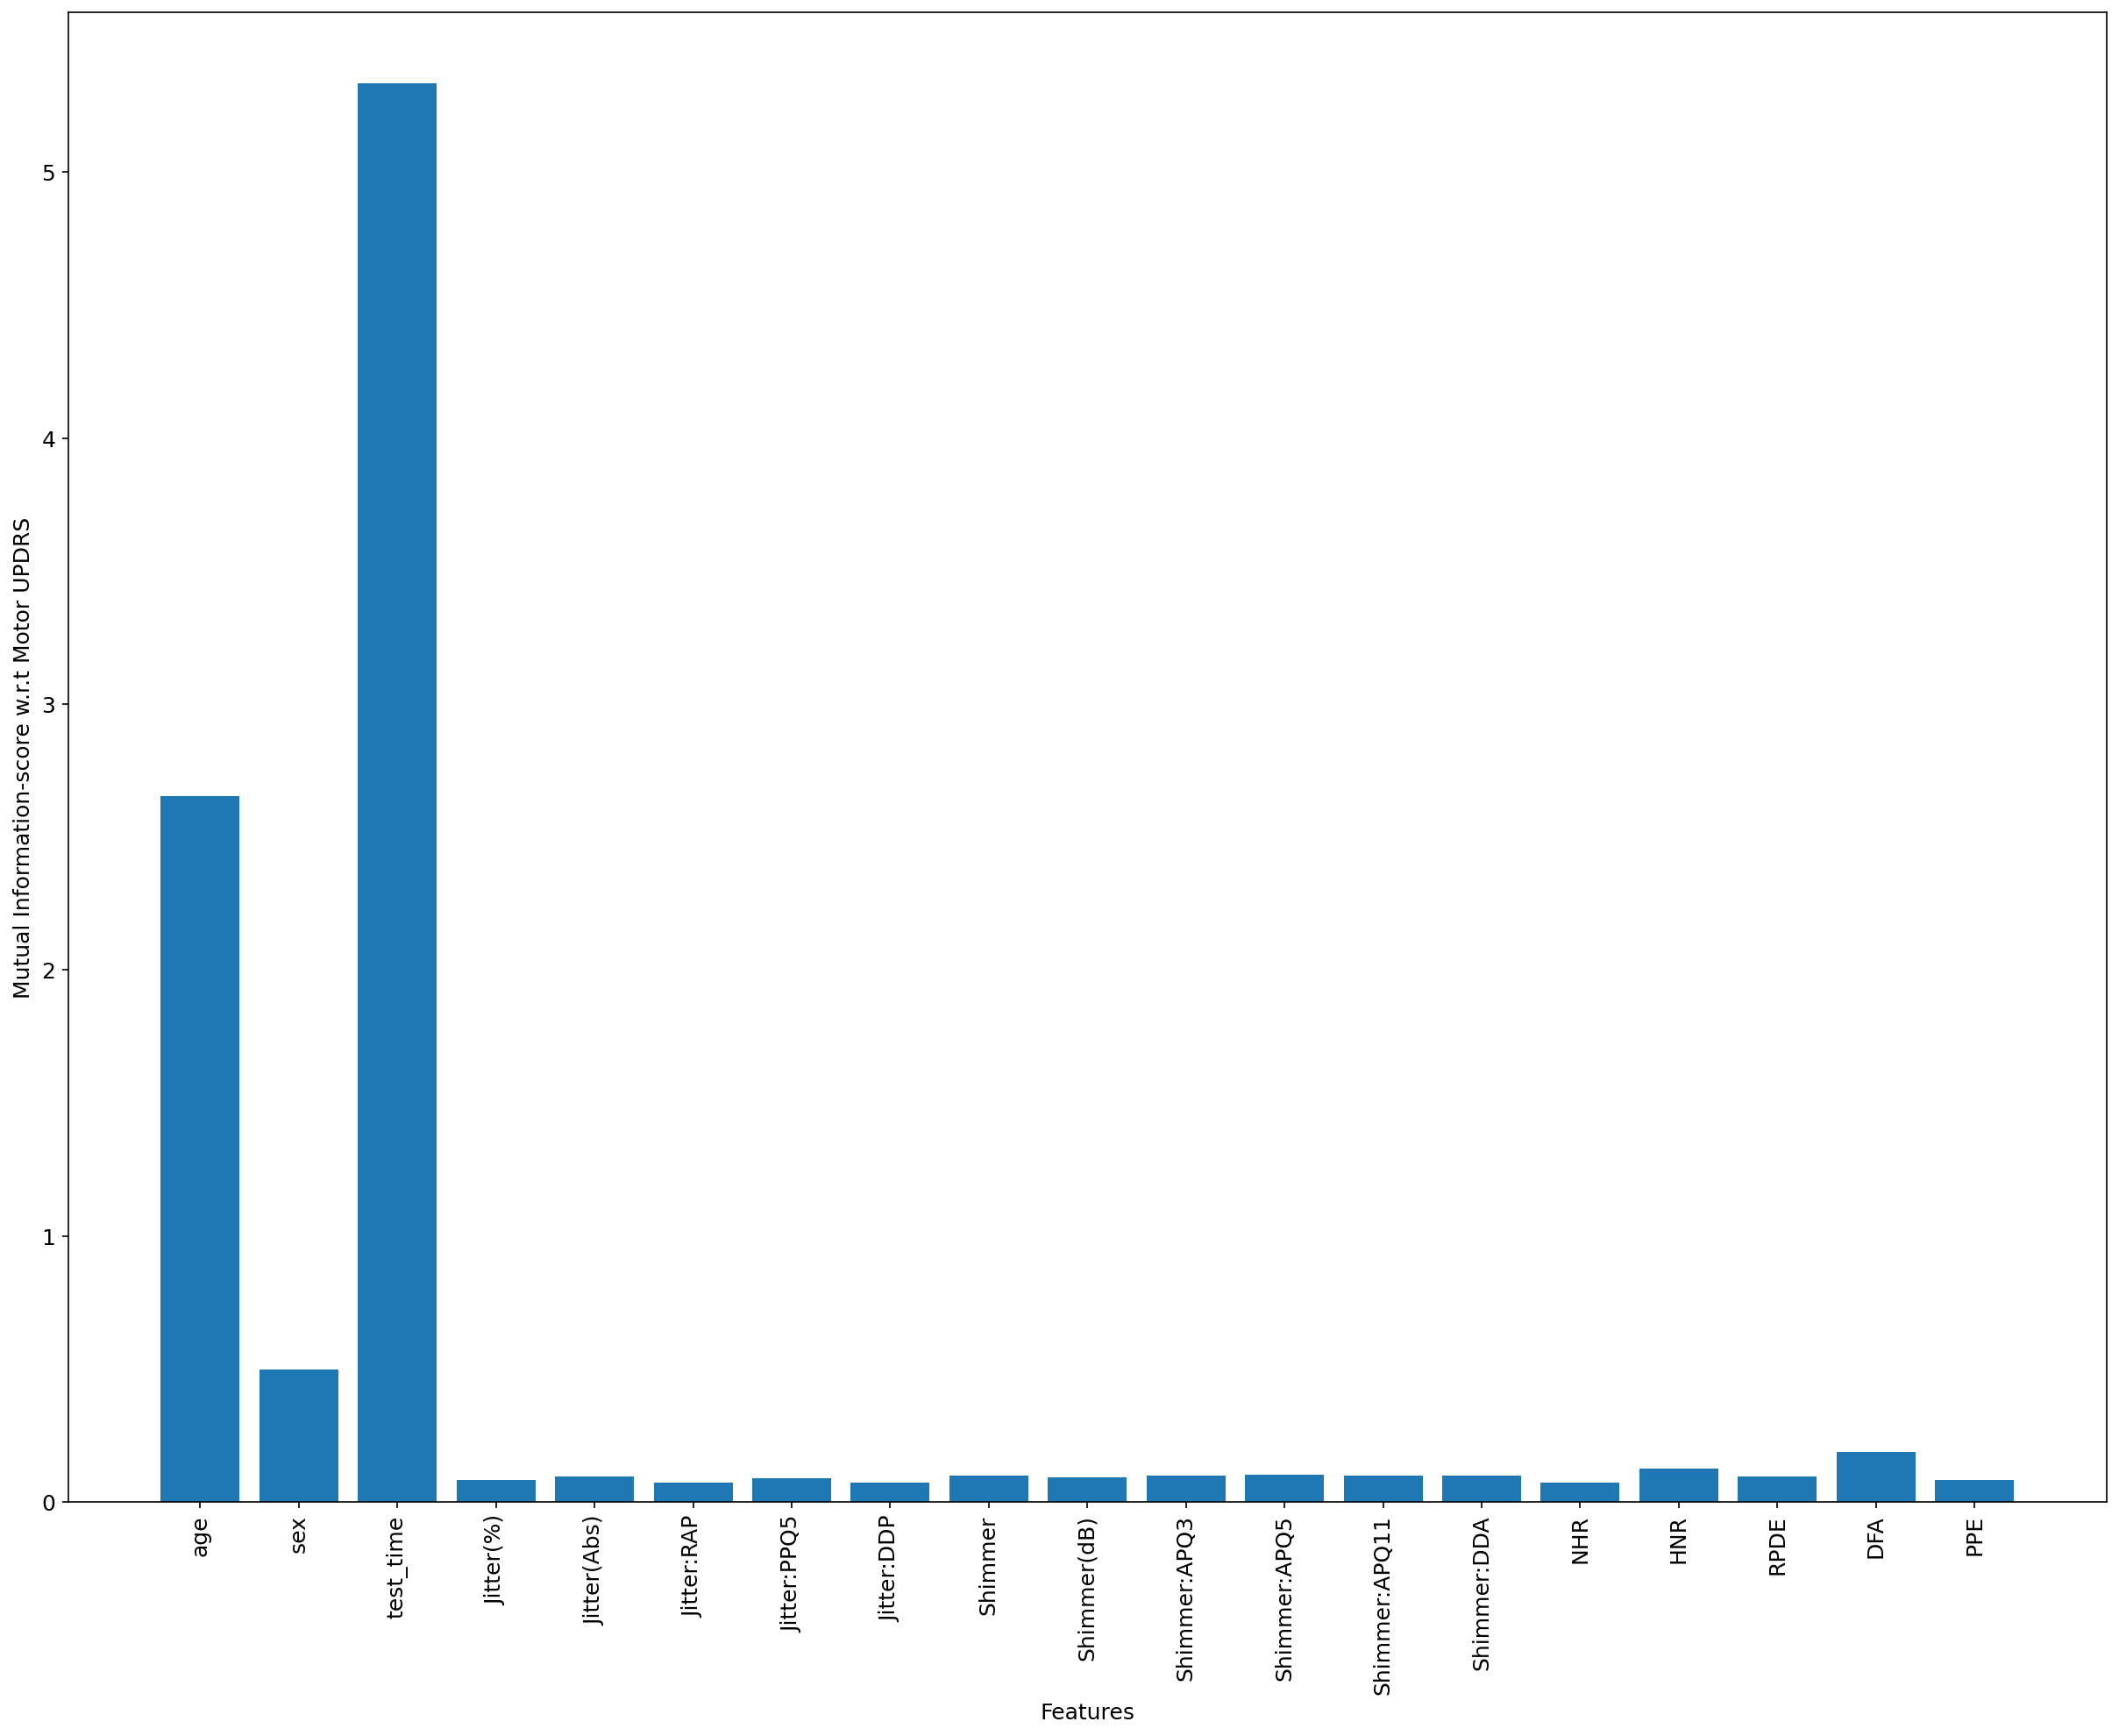 Mutual Information-score w.r.t Motor UPDRS
5
4
3
2
1
0
age
sex
test_time
Jitter(%)
Jitter(Abs)
Jitter:RAP
Jitter:PPQ5
Jitter:DDP
Shimmer
Shimmer(dB)
Shimmer:APQ3
Shimmer:APQ5
Shimmer:APQ11
Shimmer:DDA
NHR
HNR
RPDE
DFA
PPE
Features